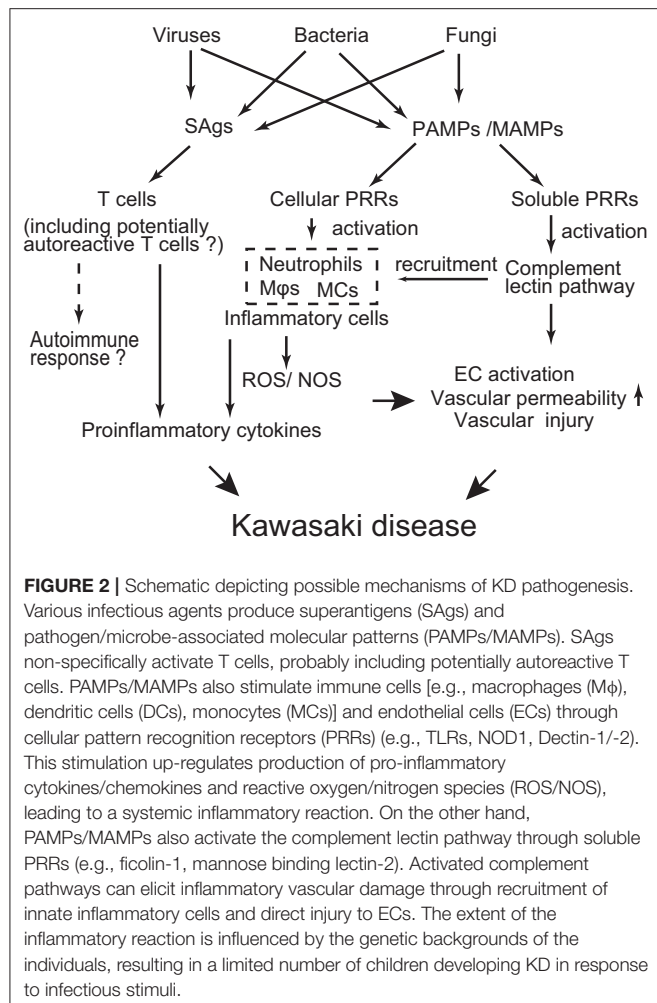 Viruses Bacteria Fungi
SAgs PAMPs /MAMPs
T cells Cellular PRRs Soluble PRRs
(including potentially activation activation
autoreactive T cells ?)
Neutrophils recruitment Complement
Mφs MCs lectin pathway
Inflammatory cells
Autoimmune
response ?
ROS/ NOS EC activation
Vascular permeability
Proinflammatory cytokines Vascular injury
Kawasaki disease
FIGURE 2 | Schematic depicting possible mechanisms of KD pathogenesis.
Various infectious agents produce superantigens (SAgs) and
pathogen/microbe-associated molecular patterns (PAMPs/MAMPs). SAgs
non-specifically activate T cells, probably including potentially autoreactive T
cells. PAMPs/MAMPs also stimulate immune cells [e.g., macrophages (Mϕ),
dendritic cells (DCs), monocytes (MCs)] and endothelial cells (ECs) through
cellular pattern recognition receptors (PRRs) (e.g., TLRs, NOD1, Dectin-1/-2).
This stimulation up-regulates production of pro-inflammatory
cytokines/chemokines and reactive oxygen/nitrogen species (ROS/NOS),
leading to a systemic inflammatory reaction. On the other hand,
PAMPs/MAMPs also activate the complement lectin pathway through soluble
PRRs (e.g., ficolin-1, mannose binding lectin-2). Activated complement
pathways can elicit inflammatory vascular damage through recruitment of
innate inflammatory cells and direct injury to ECs. The extent of the
inflammatory reaction is influenced by the genetic backgrounds of the
individuals, resulting in a limited number of children developing KD in response
to infectious stimuli.